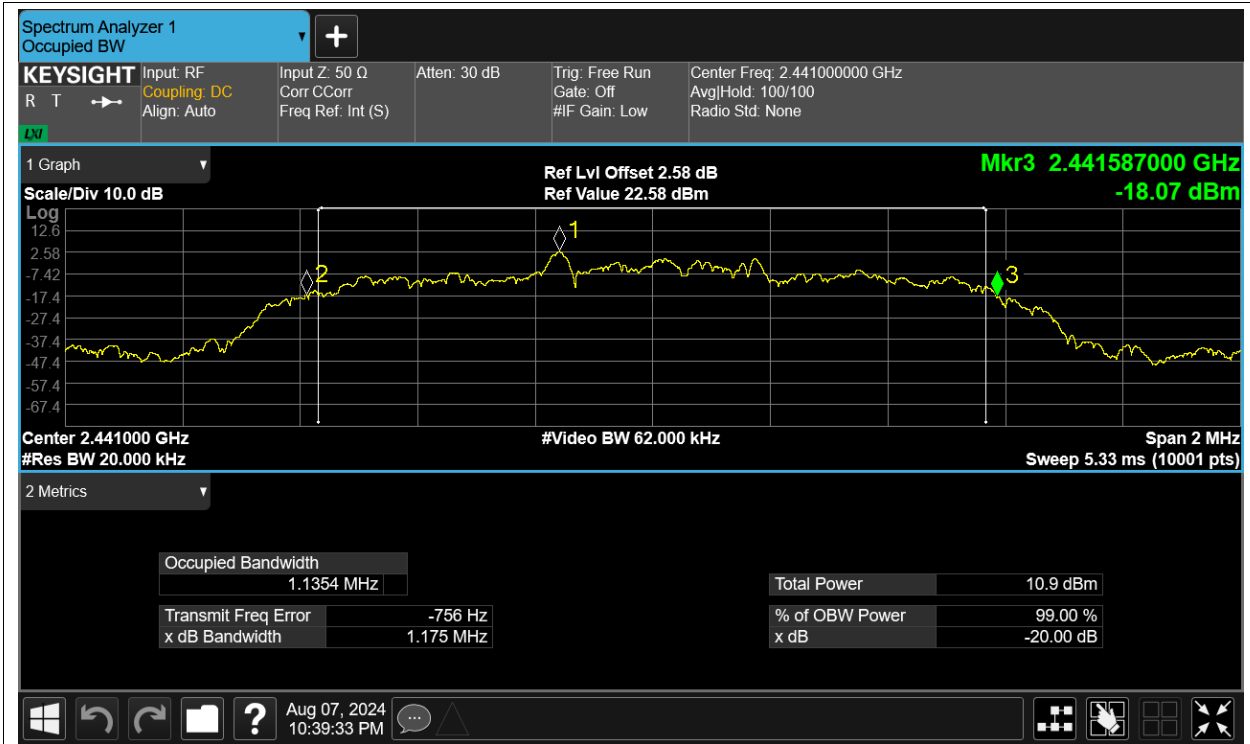 Spectrum Analyzer 1
Occupied BW
KEYSIGHT
R T
LXI
Input: RF
Coupling: DC
Align: Auto
Input Z: 50 Ω
Corr CCorr
Freq Ref: Int (S)
Atten: 30 dB
Trig: Free Run
Gate: Off
#IF Gain: Low
Center Freq: 2.441000000 GHz
Avg|Hold: 100/100
Radio Std: None
1 Graph
Scale/Div 10.0 dB
Ref Lvl Offset 2.58 dB
Ref Value 22.58 dBm
Mkr3 2.441587000 GHz
-18.07 dBm
Log
12.6
2.58
-7.42
-17.4
-27.4
-37.4
-47.4
-57.4
-67.4
1
2
3
Center 2.441000 GHz
#Video BW 62.000 kHz
Span 2 MHz
#Res BW 20.000 kHz
Sweep 5.33 ms (10001 pts)
2 Metrics
Occupied Bandwidth
1.1354 MHz
Transmit Freq Error -756 Hz
x dB Bandwidth 1.175 MHz
Total Power 10.9 dBm
% of OBW Power 99.00 %
x dB -20.00 dB
?
Aug 07, 2024
10:39:33 PM